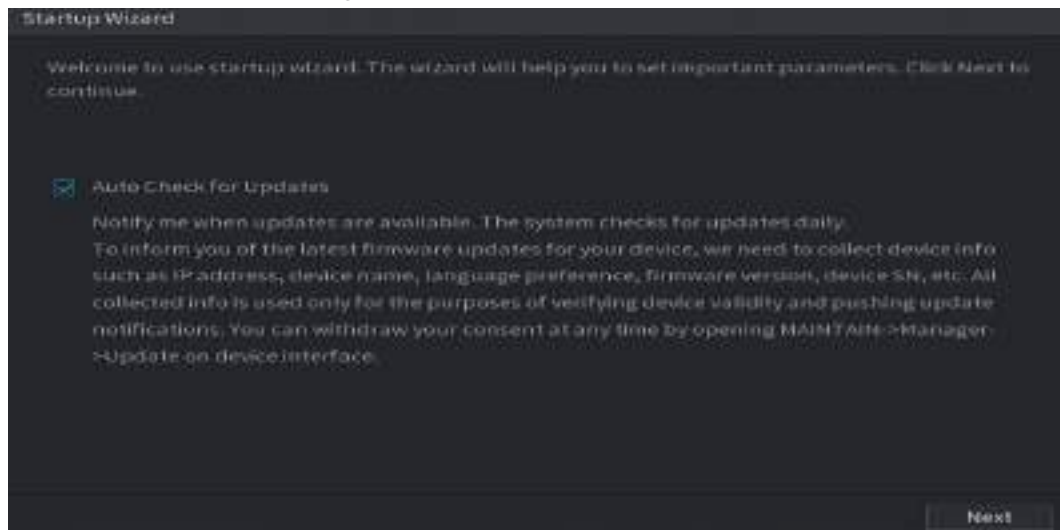 Startup Wizard
Welcome to use startup wizard. The wizard will help you to set important parameters. Click Next to
continue.
Auto Check for Updates
Notify me when updates are available. The system checks for updates daily.
To inform you of the latest firmware updates for your device, we need to collect device info
such as IP address, device name, language preference, firmware version, device SN, etc. All
collected info is used only for the purposes of verifying device validity and pushing update
notifications. You can withdraw your consent at any time by opening MAIMTAIN->Manager-
>Update on device interface.
Next